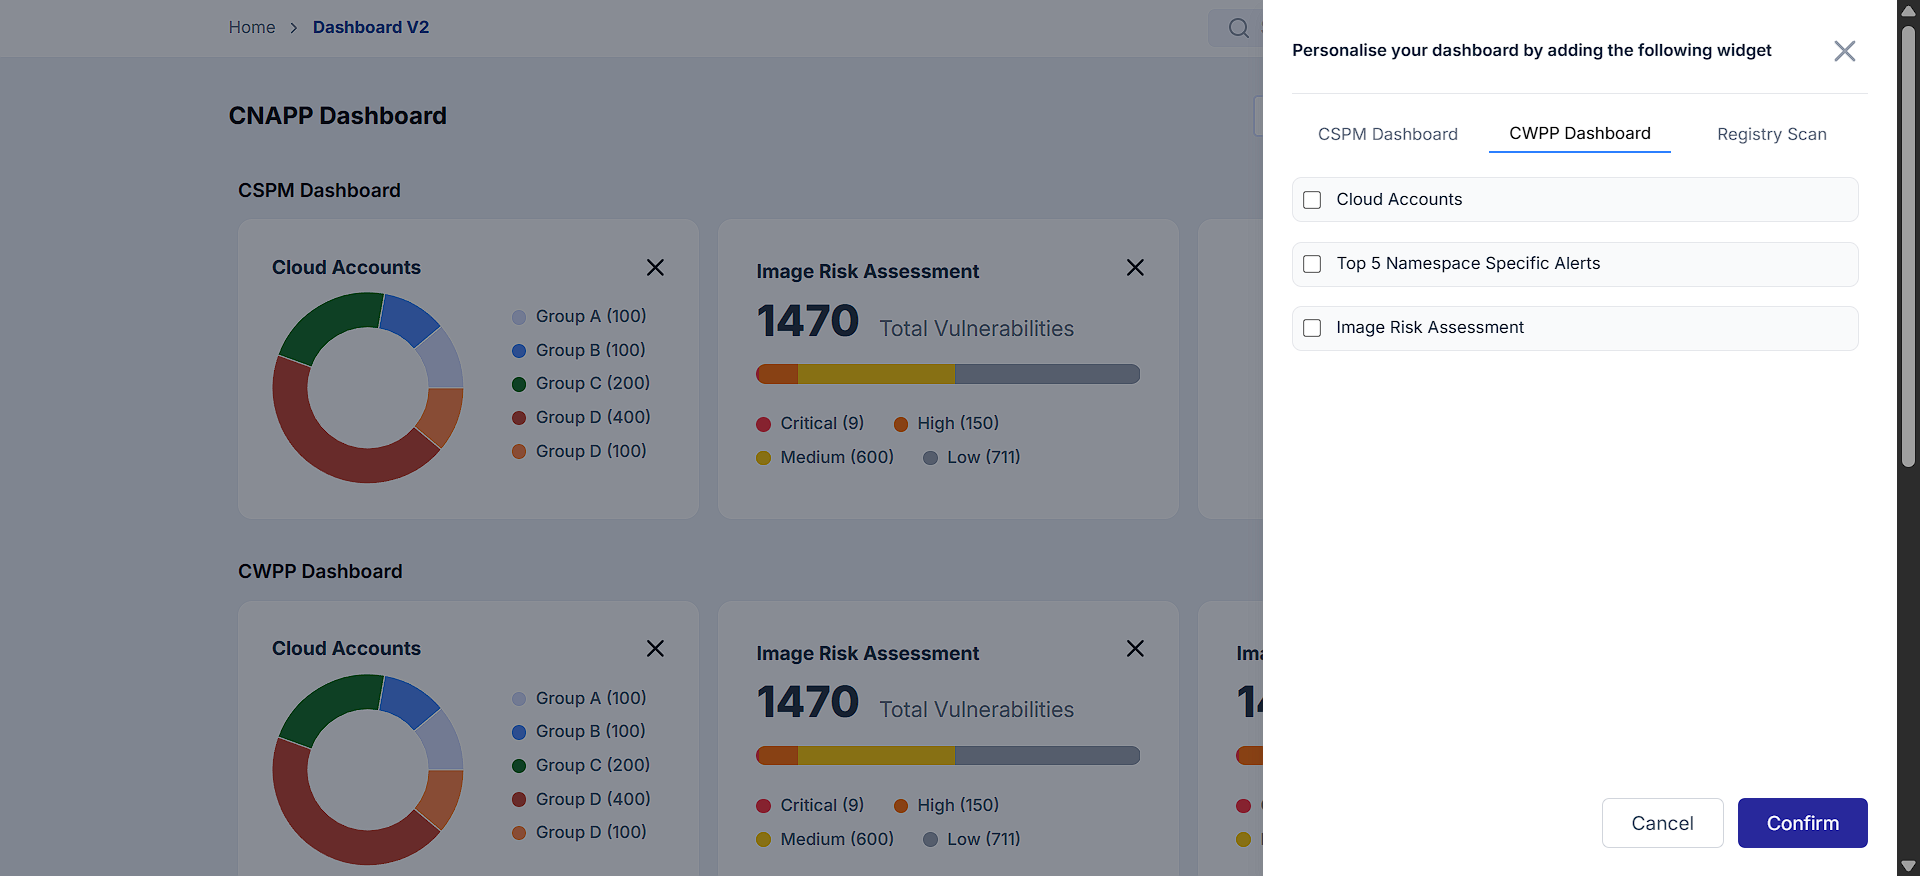 Home > Dashboard V2
CNAPP Dashboard
CSPM Dashboard
Cloud Accounts
Group A (100)
Group B (100)
Group C (200)
Group D (400)
Group D (100)
Image Risk Assessment
1470 Total Vulnerabilities
Critical (9) High (150)
Medium (600) Low (711)
CWPP Dashboard
Cloud Accounts
Group A (100)
Group B (100)
Group C (200)
Group D (400)
Group D (100)
Image Risk Assessment
1470 Total Vulnerabilities
Critical (9) High (150)
Medium (600) Low (711)
Personalise your dashboard by adding the following widget
CSPM Dashboard CWPP Dashboard Registry Scan
Cloud Accounts
Top 5 Namespace Specific Alerts
Image Risk Assessment
Cancel Confirm